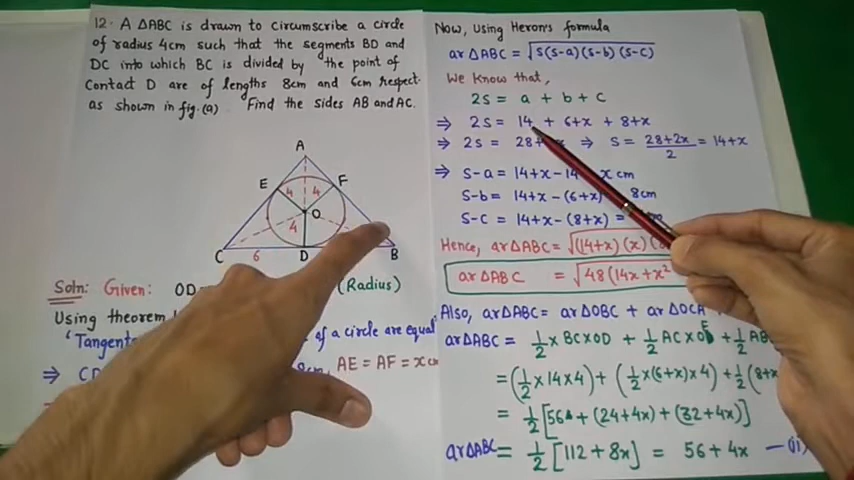 12. A ΔABC is drawn to Circumscribe a circle
of radius 4cm such that the segments BD and
DC into which BC is divided by the point of
Contact D are of lengths 8cm and 6cm respect-
as shown in fig.(a). Find the sides AB and AC.
A
E 4 4 F
O
4
C 6 D B
Soln: Given: OD= (Radius)
Using theorem
'Tangents of a circle are equal
⇒ AE = AF = x cm
Now, Using Heron's formula
ar ΔABC = √s(s-a)(s-b)(s-c)
We know that,
2s = a + b + c
⇒ 2s = 14 + 6+x + 8+x
⇒ 2s = 28+ ⇒ s = 28+2x/2 = 14+x
⇒ s-a = 14+x-14 x cm
s-b = 14+x-(6+x) 8cm
s-c = 14+x-(8+x) =
Hence, ar ΔABC = √(14+x)(x)(8
ar ΔABC = √48(14x+x²
Also, ar ΔABC = ar ΔOBC + ar ΔOCA
ar ΔABC = 1/2 × BC×OD + 1/2 AC×OE + 1/2 AB
= (1/2 ×14×4) + (1/2 ×(6+x)×4) + 1/2 (8+x
= 1/2 [56 + (24+4x) + (32+4x)]
ar ΔABC = 1/2 [112 + 8x] = 56 + 4x —(ii)